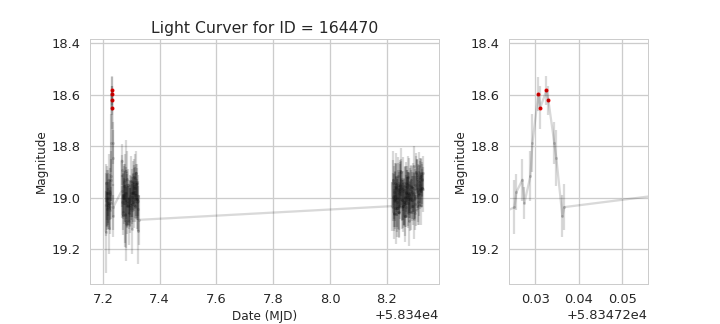 Light Curver for ID = 164470
18.4
18.6
18.8
19.0
19.2
Magnitude
7.2 7.4 7.6 7.8 8.0 8.2
Date (MJD)
+5.834e4
18.4
18.6
18.8
19.0
19.2
Magnitude
0.03 0.04 0.05
+5.83472e4